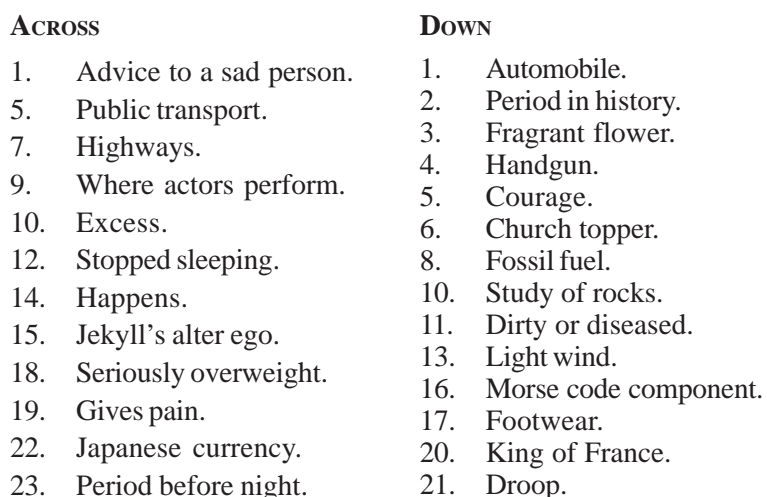 ACROSS
1. Advice to a sad person.
5. Public transport.
7. Highways.
9. Where actors perform.
10. Excess.
12. Stopped sleeping.
14. Happens.
15. Jekyll's alter ego.
18. Seriously overweight.
19. Gives pain.
22. Japanese currency.
23. Period before night.
DOWN
1. Automobile.
2. Period in history.
3. Fragrant flower.
4. Handgun.
5. Courage.
6. Church topper.
8. Fossil fuel.
10. Study of rocks.
11. Dirty or diseased.
13. Light wind.
16. Morse code component.
17. Footwear.
20. King of France.
21. Droop.